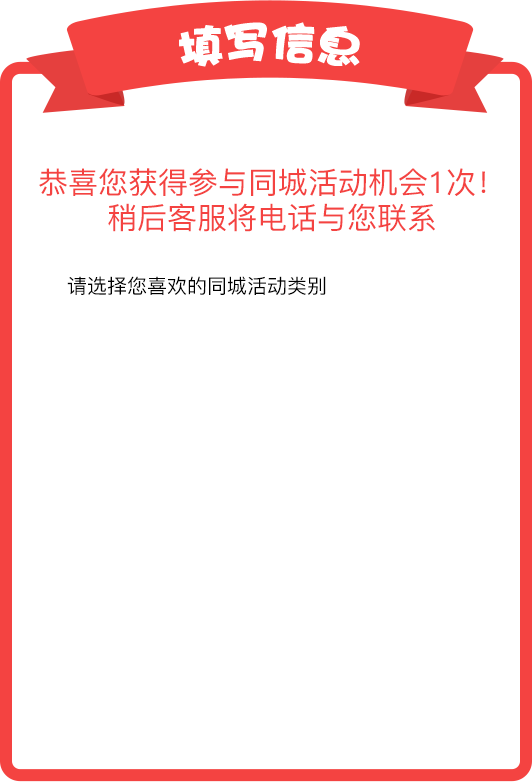 填写信息
恭喜您获得参与同城活动机会1次！
稍后客服将电话与您联系
请选择您喜欢的同城活动类别